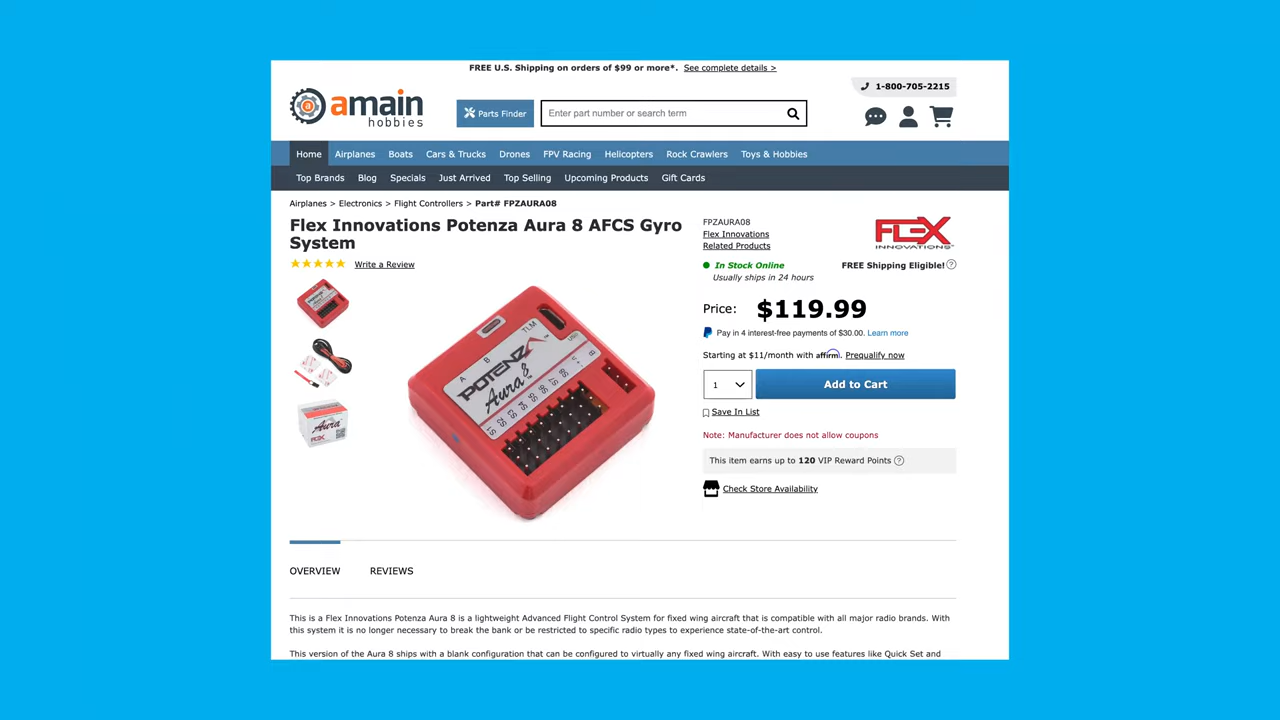 FREE U.S. Shipping on orders of $99 or more*. See complete details >
1-800-705-2215
amain
hobbies
Parts Finder
Enter part number or search term
Home Airplanes Boats Cars & Trucks Drones FPV Racing Helicopters Rock Crawlers Toys & Hobbies
Top Brands Blog Specials Just Arrived Top Selling Upcoming Products Gift Cards
Airplanes > Electronics > Flight Controllers > Part# FPZAURA08
Flex Innovations Potenza Aura 8 AFCS Gyro
System
Write a Review
FPZAURA08
Flex Innovations
Related Products
FLEX
INNOVATIONS
In Stock Online
Usually ships in 24 hours
FREE Shipping Eligible! ?
Price: $119.99
Pay in 4 interest-free payments of $30.00. Learn more
Starting at $11/month with affirm. Prequalify now
1
Add to Cart
Save In List
Note: Manufacturer does not allow coupons
This item earns up to 120 VIP Reward Points ?
Check Store Availability
A B TLM
POTENZA
Aura 8
S1 S2 S3 S4 S5 S6 S7 S8
Aura
FLEX
OVERVIEW REVIEWS
This is a Flex Innovations Potenza Aura 8 is a lightweight Advanced Flight Control System for fixed wing aircraft that is compatible with all major radio brands. With
this system it is no longer necessary to break the bank or be restricted to specific radio types to experience state-of-the-art control.
This version of the Aura 8 ships with a blank configuration that can be configured to virtually any fixed wing aircraft. With easy to use features like Quick Set and